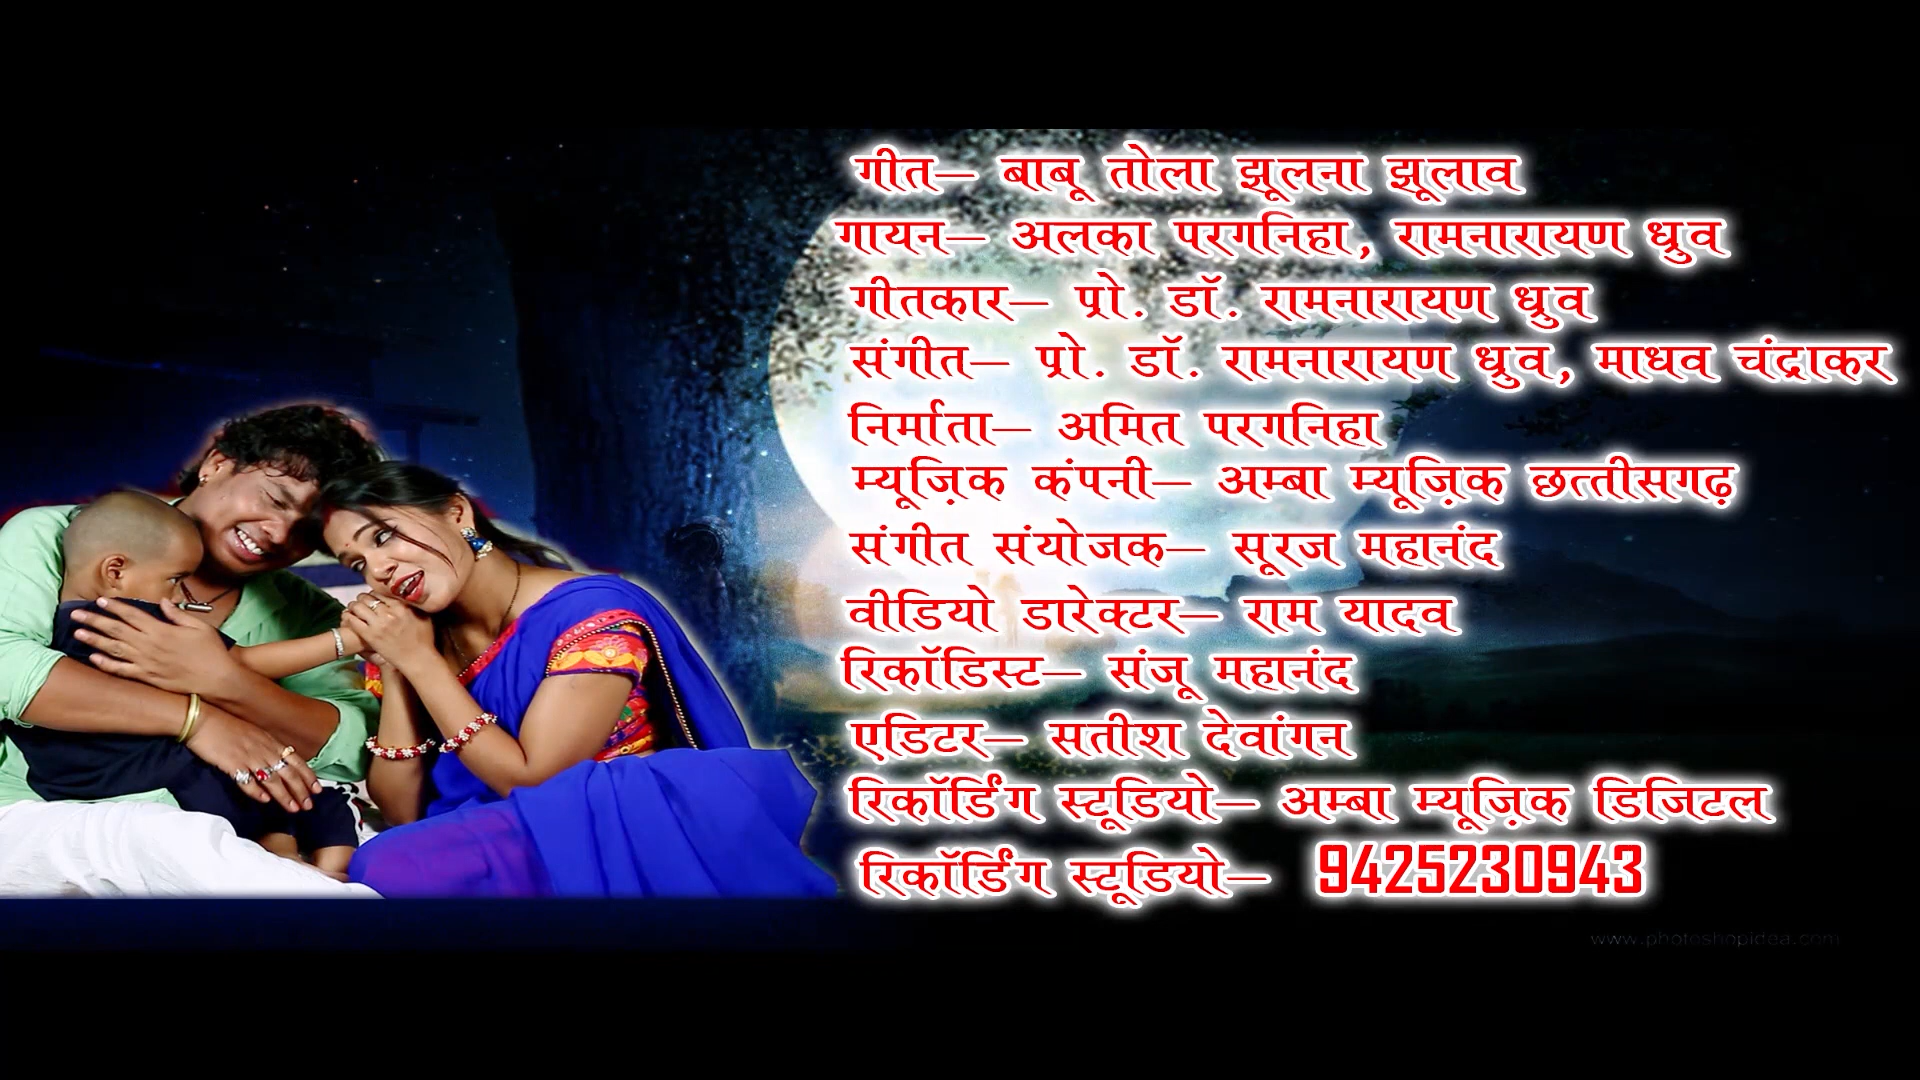 गीत— बाबू तोला झूलना झूलाव
गायन— अलका परगनिहा, रामनारायण ध्रुव
गीतकार— प्रो. डॉ. रामनारायण ध्रुव
संगीत— प्रो. डॉ. रामनारायण ध्रुव, माधव चंद्राकर
निर्माता— अमित परगनिहा
म्यूज़िक कंपनी— अम्बा म्यूज़िक छत्तीसगढ़
संगीत संयोजक— सूरज महानंद
वीडियो डारेक्टर— राम यादव
रिकॉडिस्ट— संजू महानंद
एडिटर— सतीश देवांगन
रिकॉर्डिंग स्टूडियो— अम्बा म्यूज़िक डिजिटल
रिकॉर्डिंग स्टूडियो— 9425230943
www.photoshopidea.com